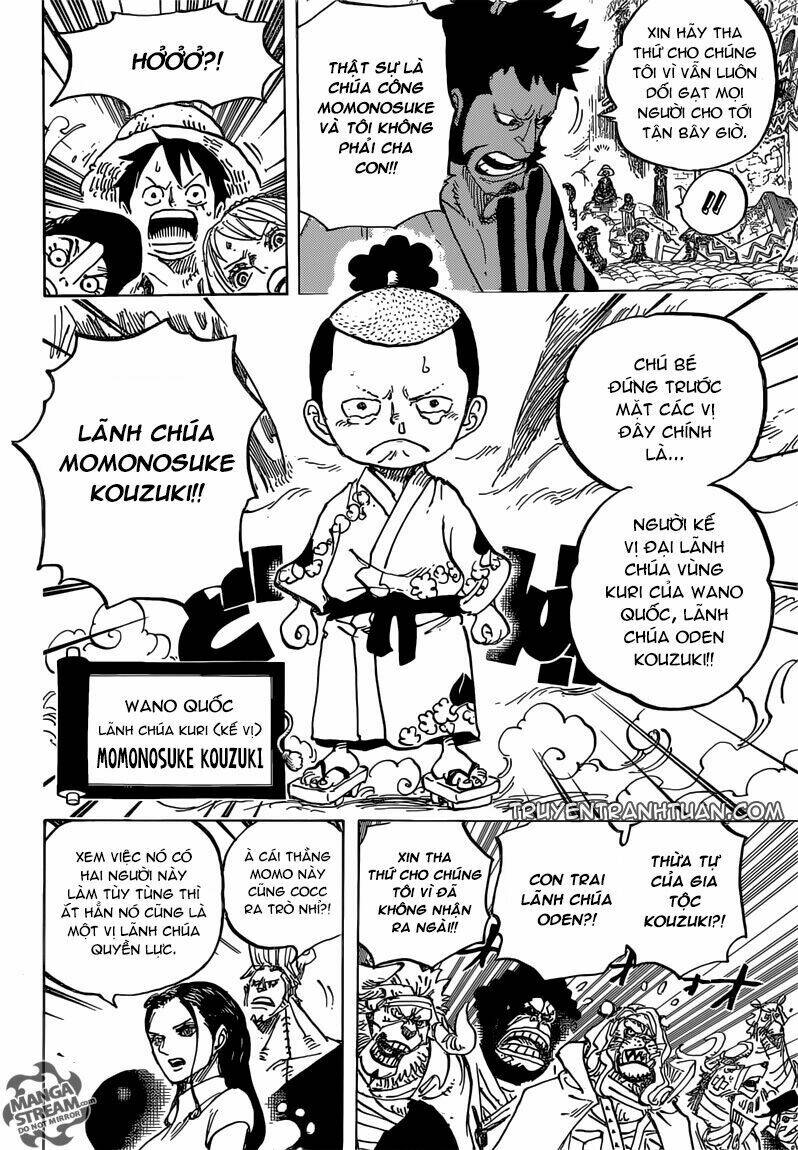 XIN HÃY THA
THỨ CHO CHÚNG
TÔI VÌ VẪN LUÔN
DỐI GẠT MỌI
NGƯỜI CHO TỚI
TẬN BÂY GIỜ.
!!
THẬT SỰ LÀ
CHÚA CÔNG
MOMONOSUKE
VÀ TÔI KHÔNG
PHẢI CHA
CON!!
HỞỞỞ?!
CHÚ BÉ
ĐỨNG TRƯỚC
MẶT CÁC VỊ
ĐÂY CHÍNH
LÀ...
NGƯỜI KẾ
VỊ ĐẠI LÃNH
CHÚA VÙNG
KURI CỦA WANO
QUỐC, LÃNH
CHÚA ODEN
KOUZUKI!!
LÃNH CHÚA
MOMONOSUKE
KOUZUKI!!
WANO QUỐC
LÃNH CHÚA KURI (KẾ VỊ)
MOMONOSUKE KOUZUKI
TRUYENTRANHTUAN.COM
THỪA TỰ
CỦA GIA
TỘC
KOUZUKI?!
CON TRAI
LÃNH CHÚA
ODEN?!
XIN THA
THỨ CHO CHÚNG
TÔI VÌ ĐÃ
KHÔNG NHẬN
RA NGÀI!!
À CÁI THẰNG
MOMO NÀY
CŨNG COCC
RA TRÒ NHỈ?!
XEM VIỆC NÓ CÓ
HAI NGƯỜI NÀY
LÀM TÙY TÙNG THÌ
ẮT HẲN NÓ CŨNG LÀ
MỘT VỊ LÃNH CHÚA
QUYỀN LỰC.
MANGA
STREAM.COM
DO NOT MIRROR!